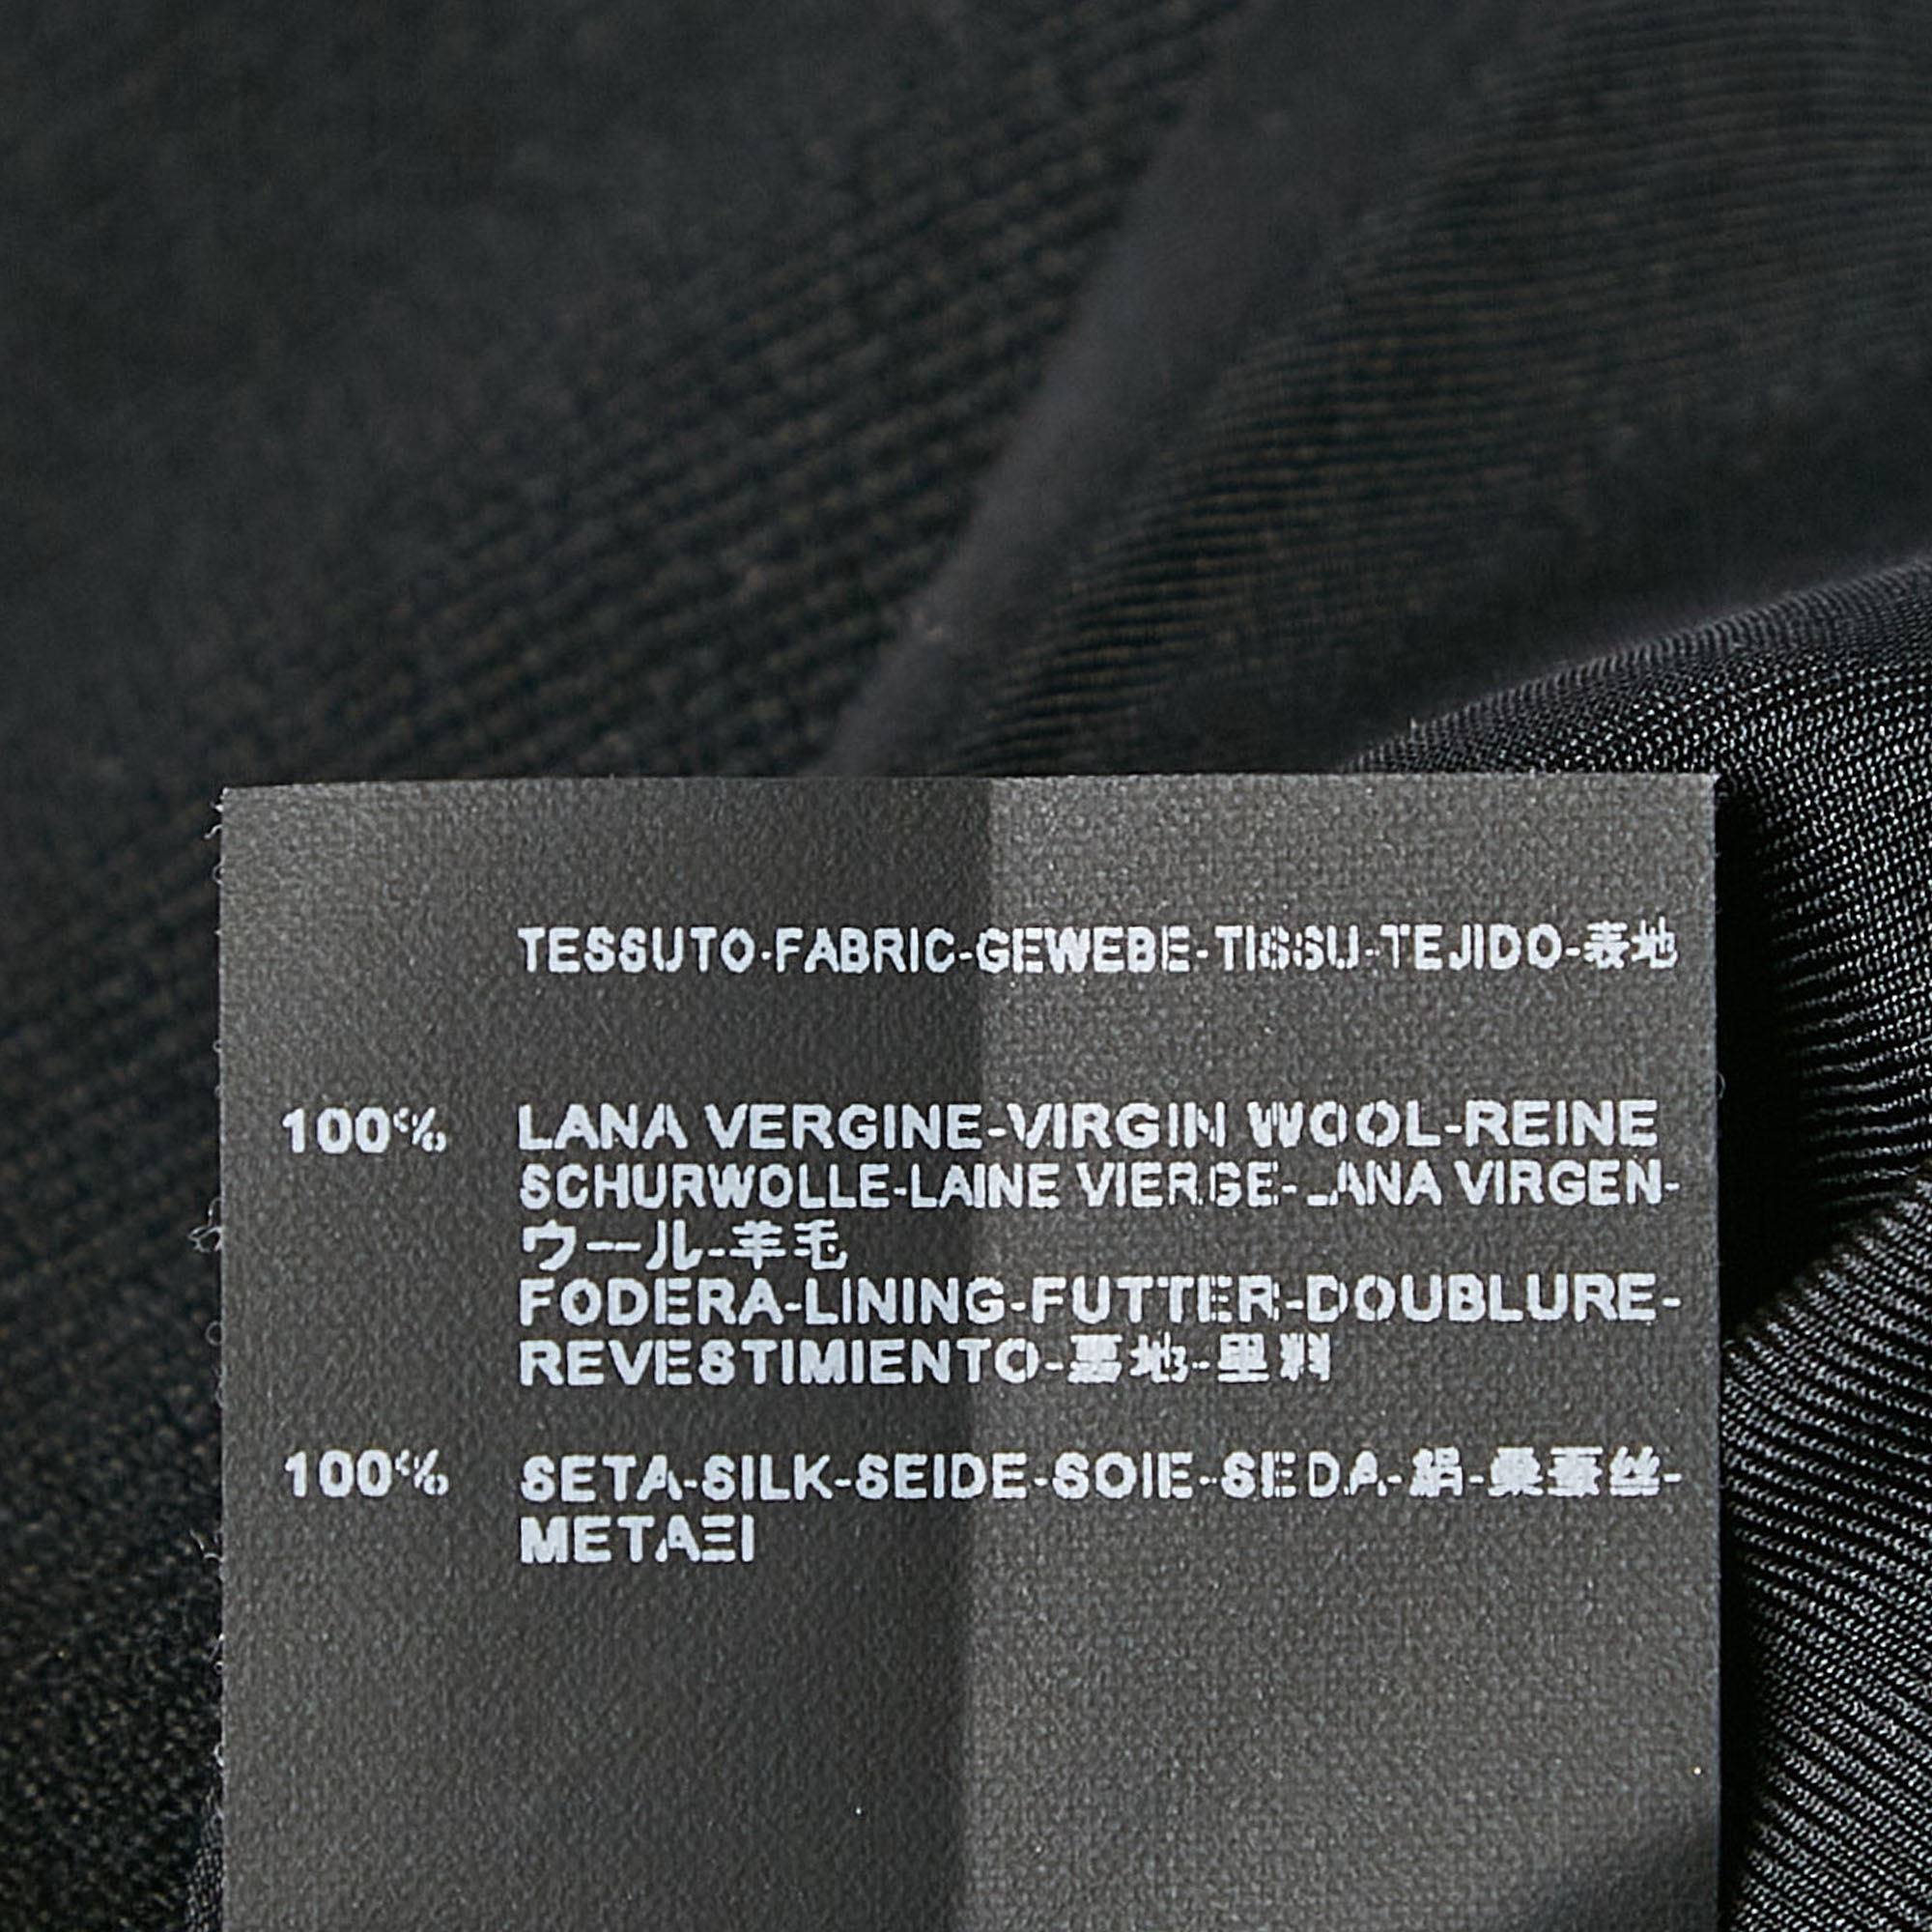 TESSUTO-FABRIC-GEWEBE-TISSU-TEJIDO-表地
100% LANA VERGINE-VIRGIN WOOL-REINE
SCHURWOLLE-LAINE VIERGE-LANA VIRGEN-
ウール-羊毛
FODERA-LINING-FUTTER-DOUBLURE-
REVESTIMIENTO-裏地-里料
100% SETA-SILK-SEIDE-SOIE-SEDA-絹-桑蚕丝-
ΜΕΤΑΞΙ